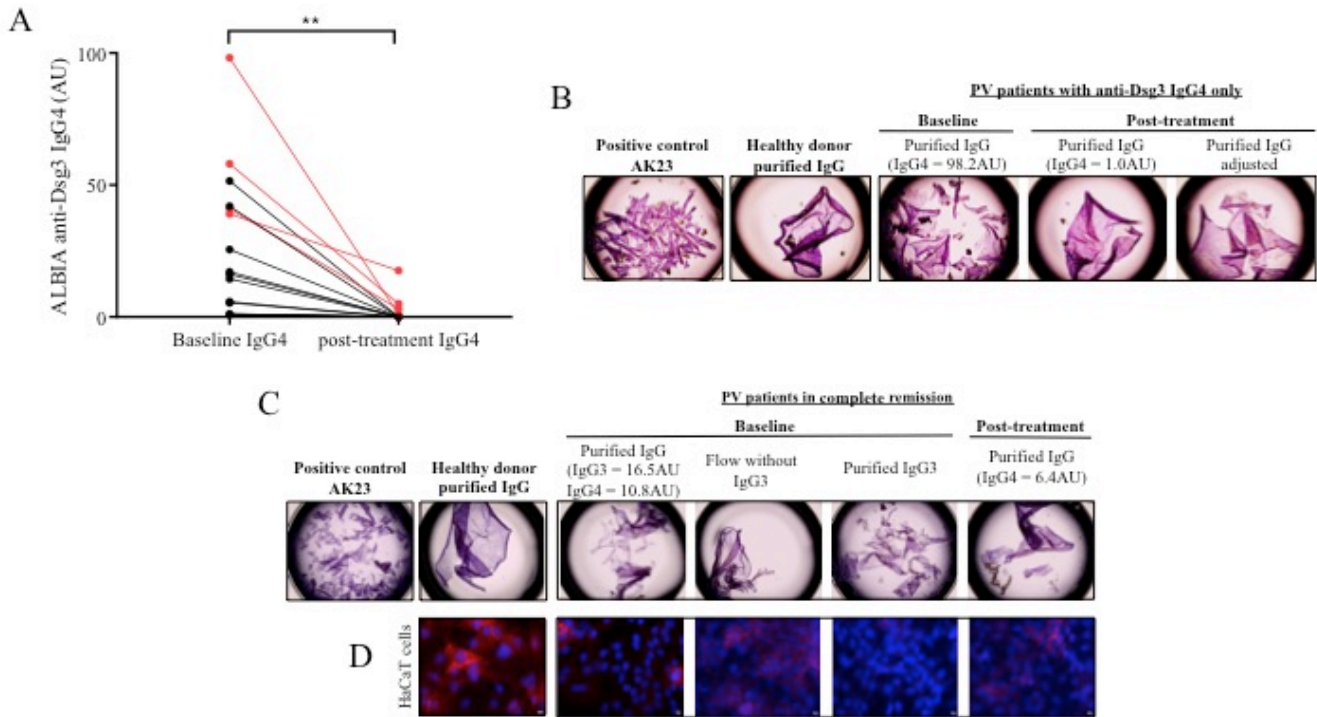 A
**
100
50
0
ALBIA anti-Dsg3 IgG4 (AU)
Baseline IgG4
post-treatment IgG4
B
PV patients with anti-Dsg3 IgG4 only
Baseline
Post-treatment
Positive control
AK23
Healthy donor
purified IgG
Purified IgG
(IgG4 = 98.2AU)
Purified IgG
(IgG4 = 1.0AU)
Purified IgG
adjusted
C
PV patients in complete remission
Baseline
Post-treatment
Positive control
AK23
Healthy donor
purified IgG
Purified IgG
(IgG3 = 16.5AU
IgG4 = 10.8AU)
Flow without
IgG3
Purified IgG3
Purified IgG
(IgG4 = 6.4AU)
D
HaCaT cells